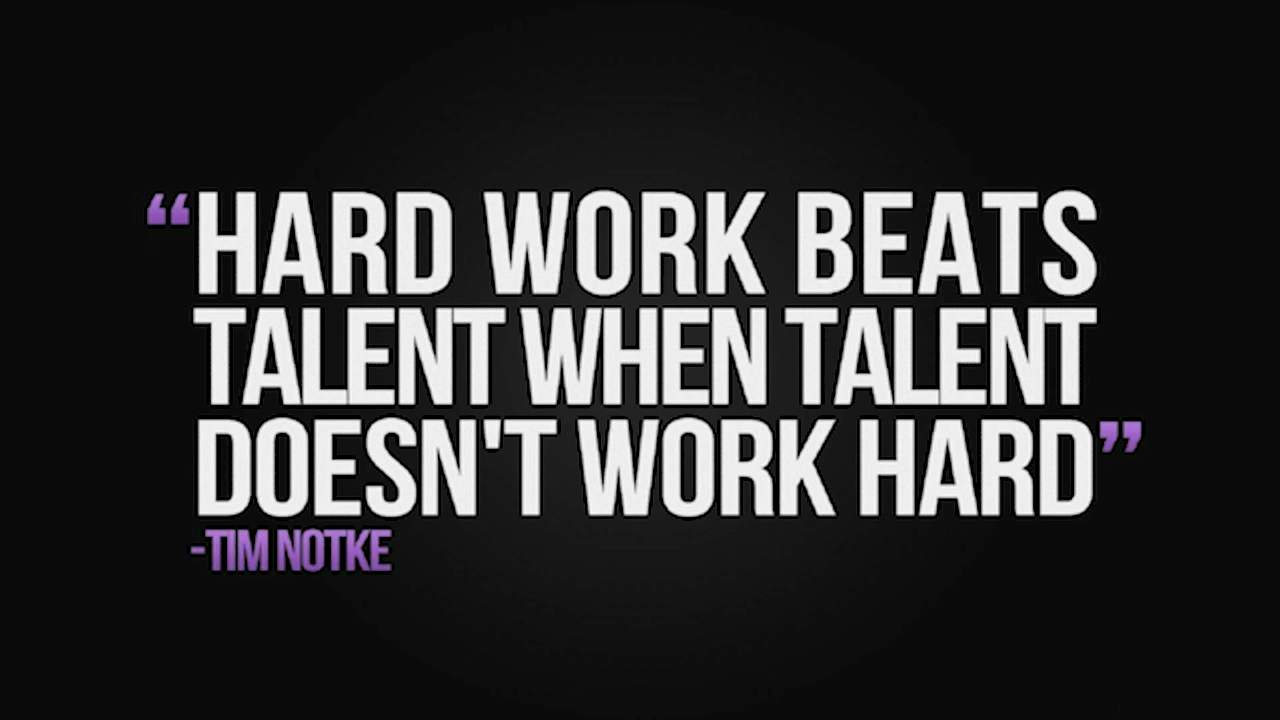 “HARD WORK BEATS
TALENT WHEN TALENT
DOESN'T WORK HARD”
-TIM NOTKE